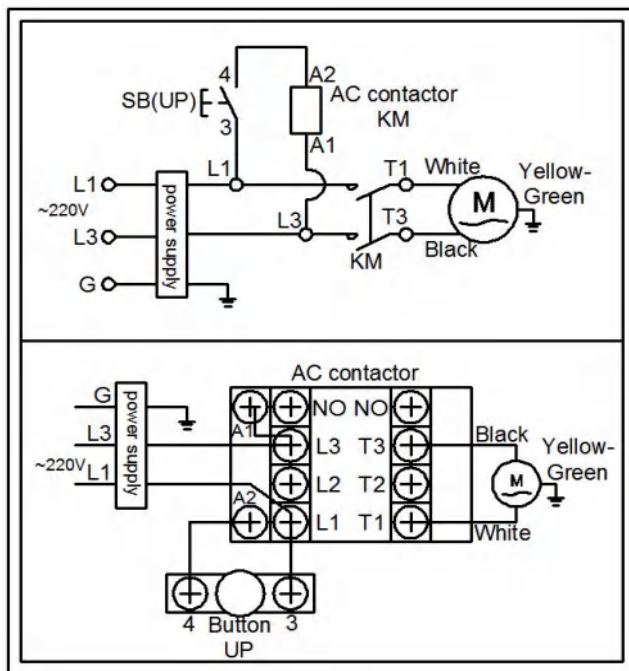 4
A2
SB(UP)
AC contactor
KM
3
A1
L1
L1
T1
White
Yellow-
Green
~220V
power supply
M
L3
L3
T3
KM
Black
G
AC contactor
G
NO NO
A1
L3
L3 T3
Black
Yellow-
Green
power supply
~220V
L1
L2 T2
M
A2
L1 T1
White
4
Button
3
UP